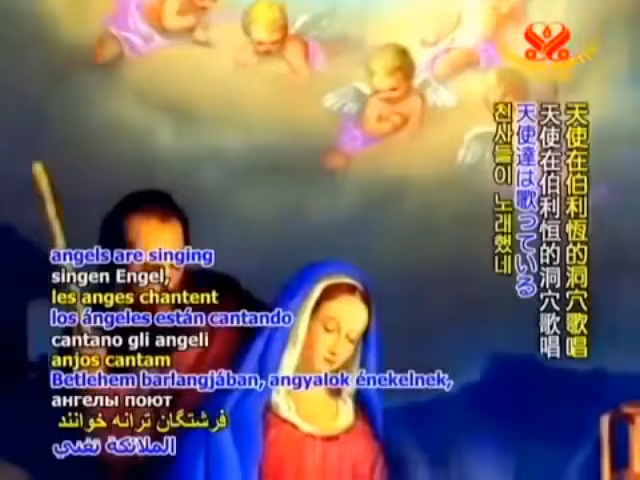 angels are singing
singen Engel,
les anges chantent
los ángeles están cantando
cantano gli angeli
anjos cantam
Betlehem barlangjában, angyalok énekelnek,
ангелы поют
فرشتگان ترانه خوانند
الملائكة تغني
天使在伯利恆的洞穴歌唱
天使在伯利恒的洞穴歌唱
天使達は歌っている
천사들이 노래했네